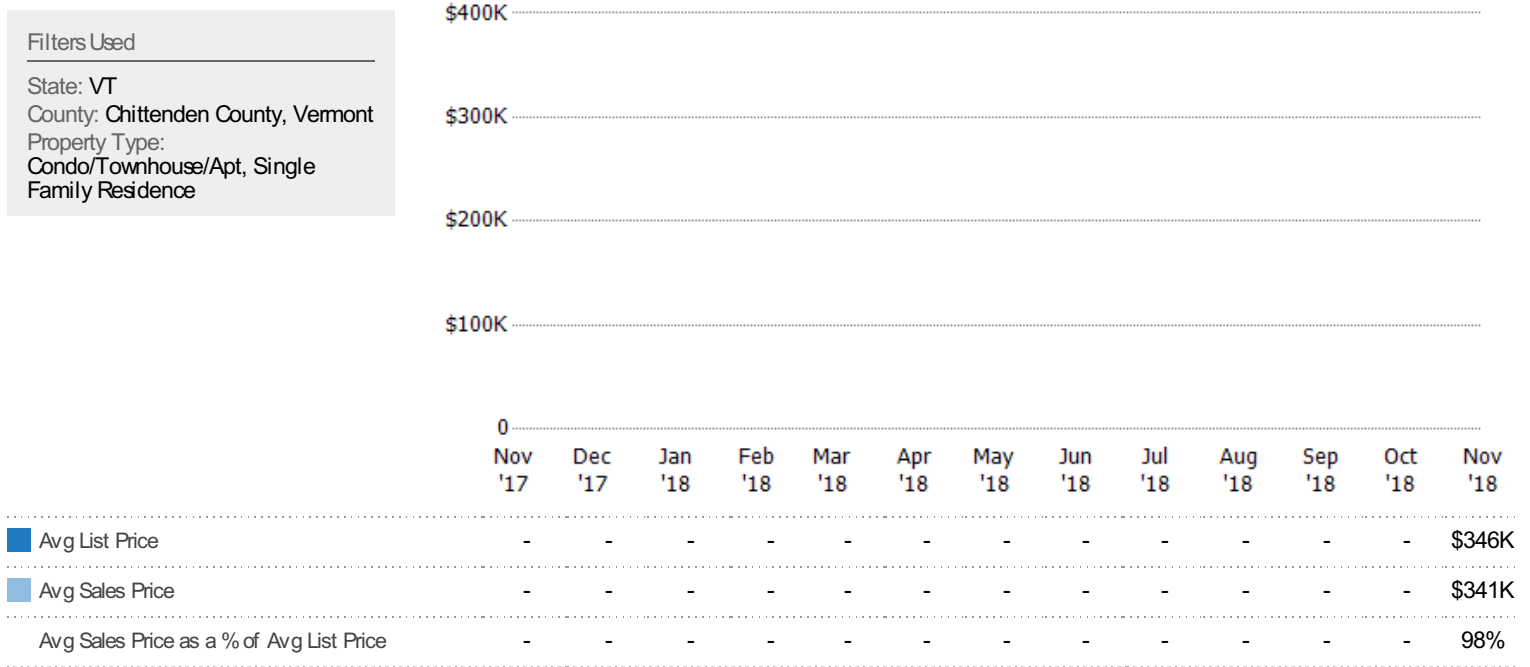 Filters Used
State: VT
County: Chittenden County, Vermont
Property Type:
Condo/Townhouse/Apt, Single
Family Residence
$400K
$300K
$200K
$100K
0
Nov Dec Jan Feb Mar Apr May Jun Jul Aug Sep Oct Nov
'17 '17 '18 '18 '18 '18 '18 '18 '18 '18 '18 '18 '18
Avg List Price - - - - - - - - - - - - $346K
Avg Sales Price - - - - - - - - - - - - $341K
Avg Sales Price as a % of Avg List Price - - - - - - - - - - - - 98%